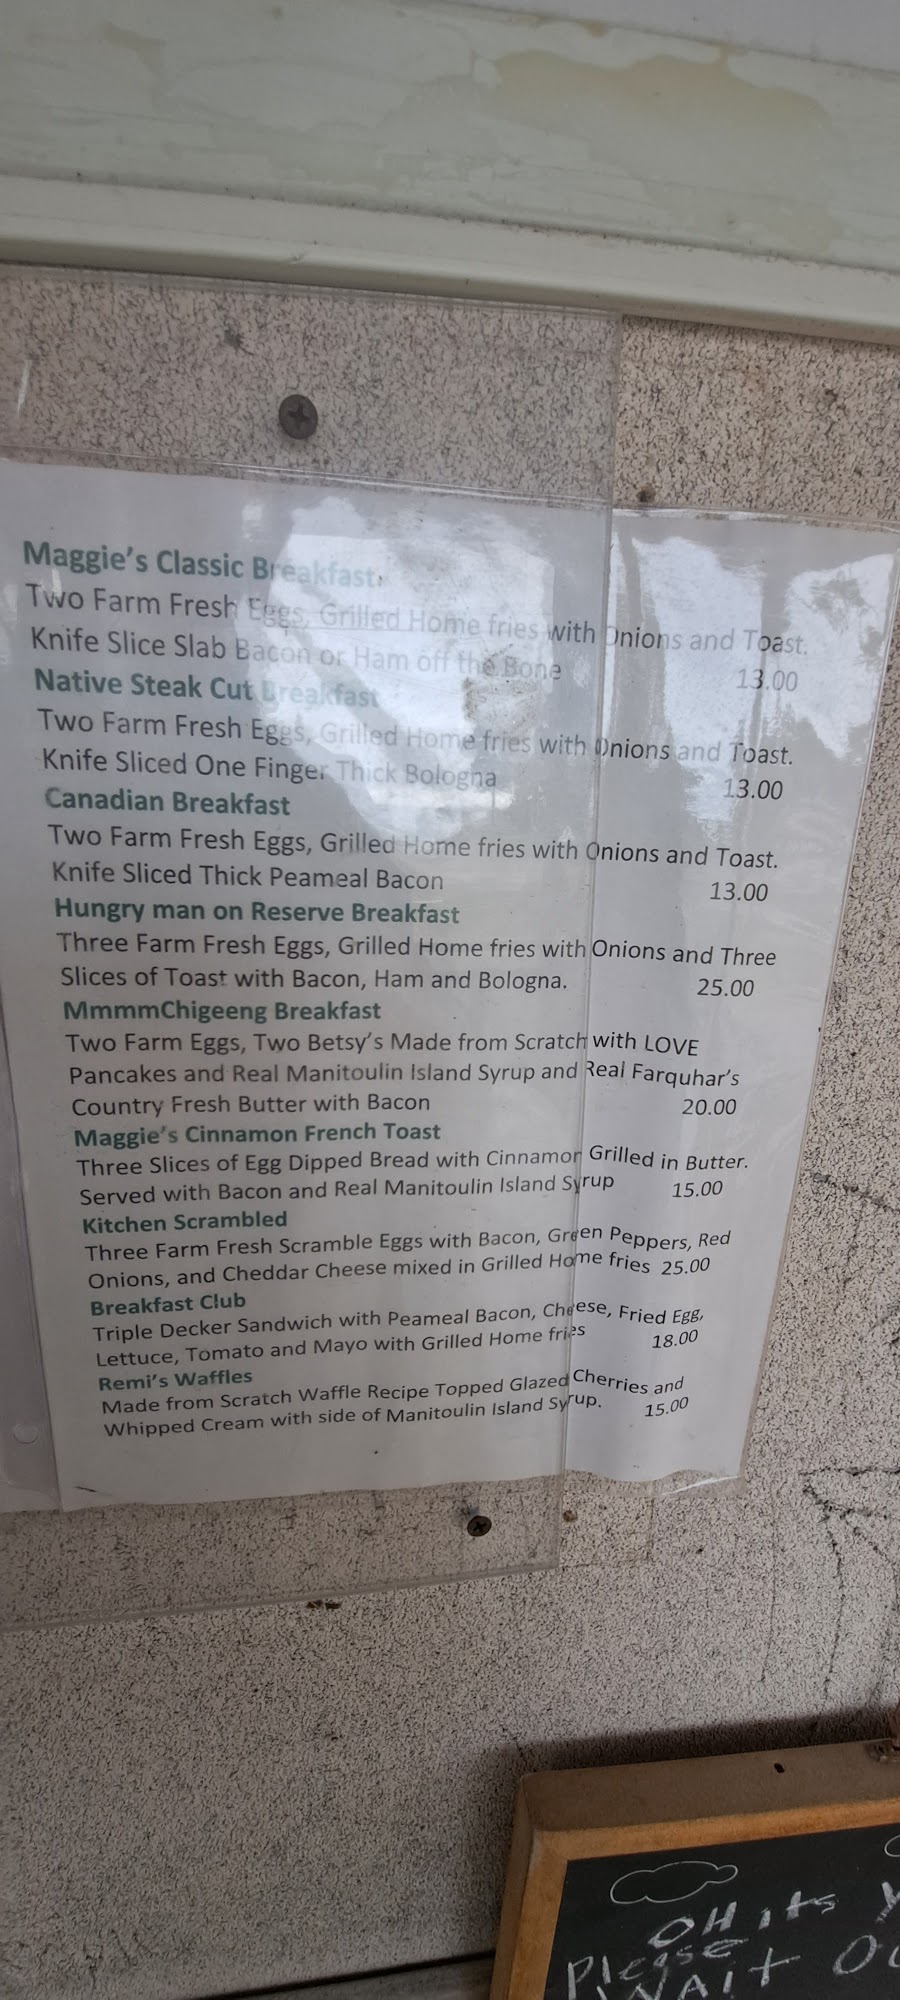 Maggie's Classic Breakfast
Two Farm Fresh Eggs, Grilled Home fries with Onions and Toast.
Knife Slice Slab Bacon or Ham off the Bone 13.00
Native Steak Cut Breakfast
Two Farm Fresh Eggs, Grilled Home fries with Onions and Toast.
Knife Sliced One Finger Thick Bologna 13.00
Canadian Breakfast
Two Farm Fresh Eggs, Grilled Home fries with Onions and Toast.
Knife Sliced Thick Peameal Bacon 13.00
Hungry man on Reserve Breakfast
Three Farm Fresh Eggs, Grilled Home fries with Onions and Three
Slices of Toast with Bacon, Ham and Bologna. 25.00
MmmmChigeeng Breakfast
Two Farm Eggs, Two Betsy's Made from Scratch with LOVE
Pancakes and Real Manitoulin Island Syrup and Real Farquhar's
Country Fresh Butter with Bacon 20.00
Maggie's Cinnamon French Toast
Three Slices of Egg Dipped Bread with Cinnamon Grilled in Butter.
Served with Bacon and Real Manitoulin Island Syrup 15.00
Kitchen Scrambled
Three Farm Fresh Scramble Eggs with Bacon, Green Peppers, Red
Onions, and Cheddar Cheese mixed in Grilled Home fries 25.00
Breakfast Club
Triple Decker Sandwich with Peameal Bacon, Cheese, Fried Egg,
Lettuce, Tomato and Mayo with Grilled Home fries 18.00
Remi's Waffles
Made from Scratch Waffle Recipe Topped Glazed Cherries and
Whipped Cream with side of Manitoulin Island Syrup. 15.00
OH its
Please
WAit